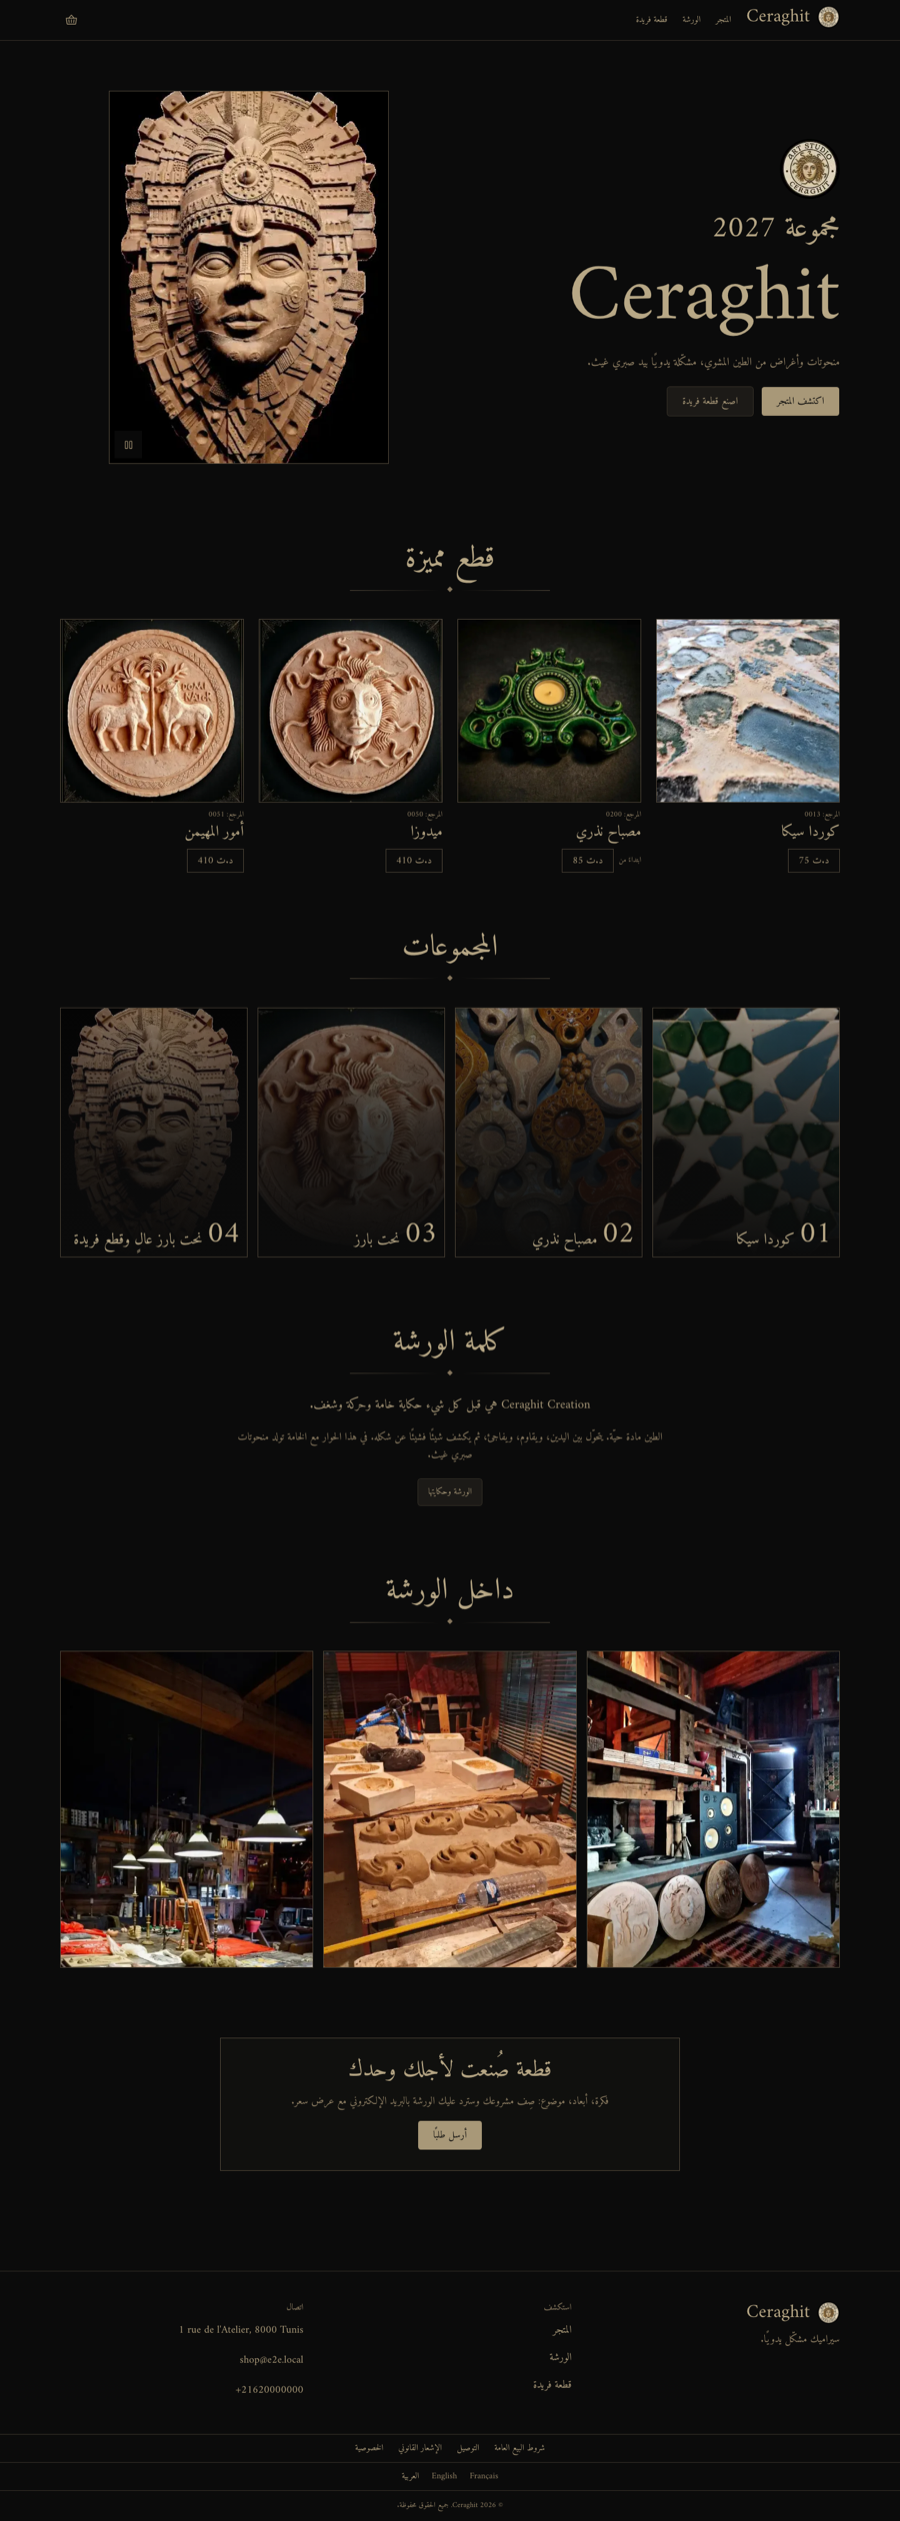 Ceraghit
المتجر
الورشة
قطعة فريدة
ART STUDIO
CERAGHIT
مجموعة 2027
Ceraghit
منحوتات وأغراض من الطين المشوي، مشكّلة يدويًا بيد صبري غيث.
اكتشف المتجر
اصنع قطعة فريدة
قطع مميزة
المرجع: 0013
كوردا سيكا
د.ت 75
المرجع: 0200
مصباح نذري
ابتداءً من
د.ت 85
المرجع: 0050
ميدوزا
د.ت 410
المرجع: 0051
أمور المهيمن
د.ت 410
المجموعات
01 كوردا سيكا
02 مصباح نذري
03 نحت بارز
04 نحت بارز عالٍ وقطع فريدة
كلمة الورشة
Ceraghit Creation هي قبل كل شيء حكاية خامة وحركة وشغف.
الطين مادة حيّة. يتحوّل بين اليدين، ويقاوم، ويفاجئ، ثم يكشف شيئًا فشيئًا عن شكله. في هذا الحوار مع الخامة تولد منحوتات
صبري غيث.
الورشة وحكايتها
داخل الورشة
قطعة صُنعت لأجلك وحدك
فكرة، أبعاد، موضوع: صِف مشروعك وسترد عليك الورشة بالبريد الإلكتروني مع عرض سعر.
أرسل طلبًا
Ceraghit
سيراميك مشكّل يدويًا.
استكشف
المتجر
الورشة
قطعة فريدة
اتصال
1 rue de l'Atelier, 8000 Tunis
shop@e2e.local
+21620000000
شروط البيع العامة
التوصيل
الإشعار القانوني
الخصوصية
Français
English
العربية
© 2026 Ceraghit. جميع الحقوق محفوظة.